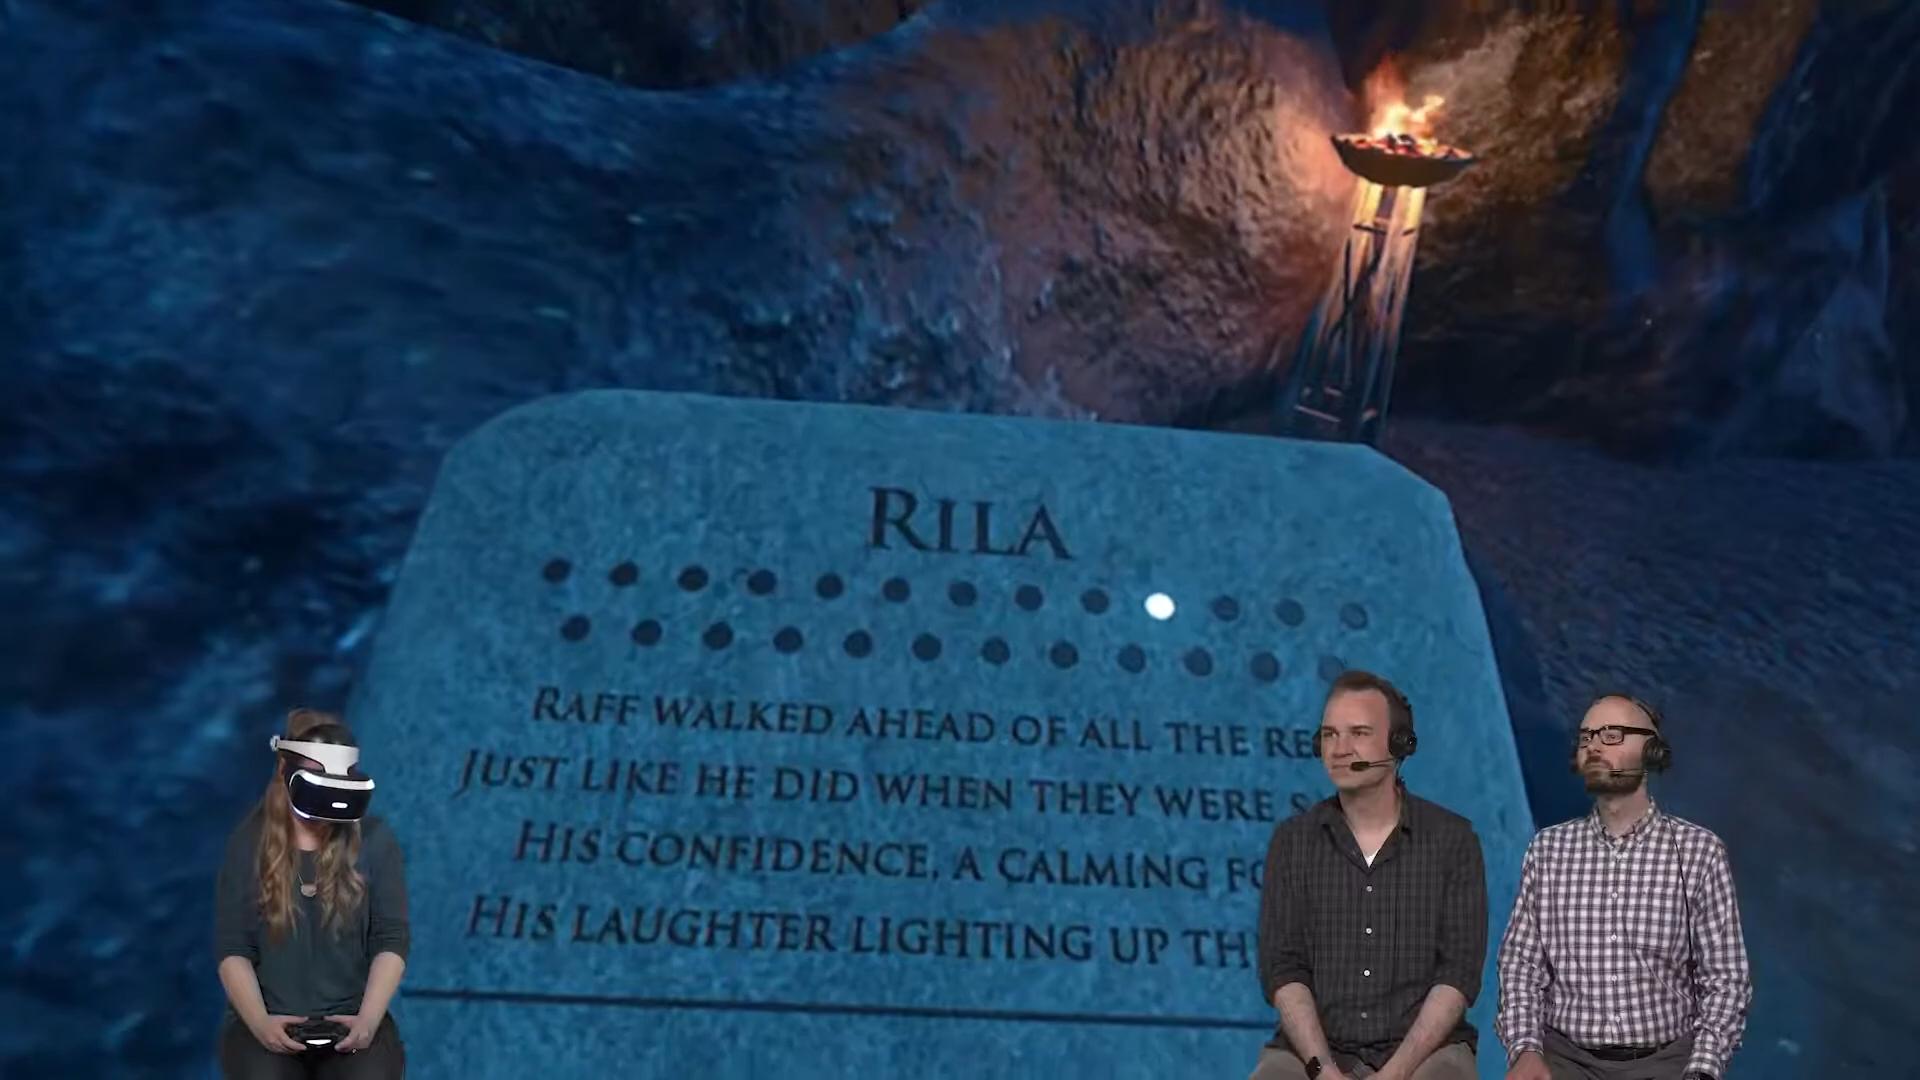 RILA
RAFF WALKED AHEAD OF ALL THE
JUST LIKE HE DID WHEN THEY WERE
HIS CONFIDENCE, A CALMING
HIS LAUGHTER LIGHTING UP